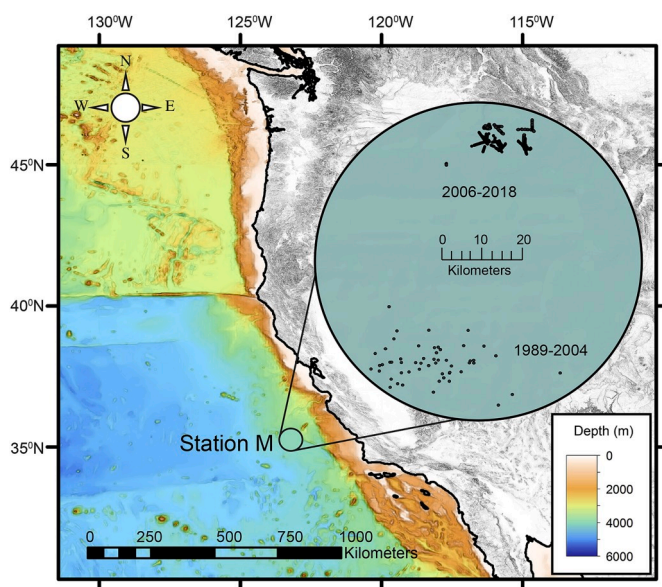 130⁰W 125⁰W 120⁰W 115⁰W
N
W E
S
45⁰N
2006-2018
0 10 20
Kilometers
40⁰N
1989-2004
Station M
35⁰N
Depth (m)
0
2000
4000
6000
0 250 500 750 1000
Kilometers